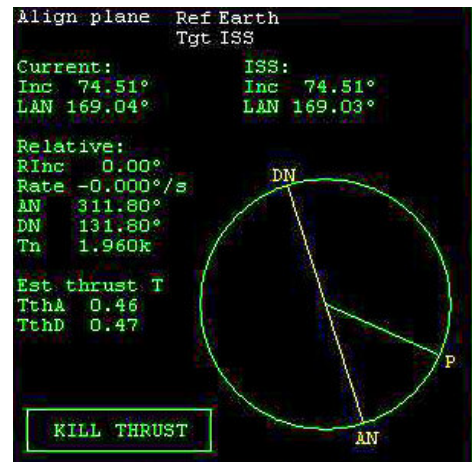 Align plane Ref Earth
Tgt ISS
Current: ISS:
Inc 74.51° Inc 74.51°
LAN 169.04° LAN 169.03°
Relative:
RInc 0.00°
Rate -0.000°/s
AN 311.80°
DN 131.80°
Tn 1.960k
Est thrust T
TthA 0.46
TthD 0.47
DN
P
AN
KILL THRUST